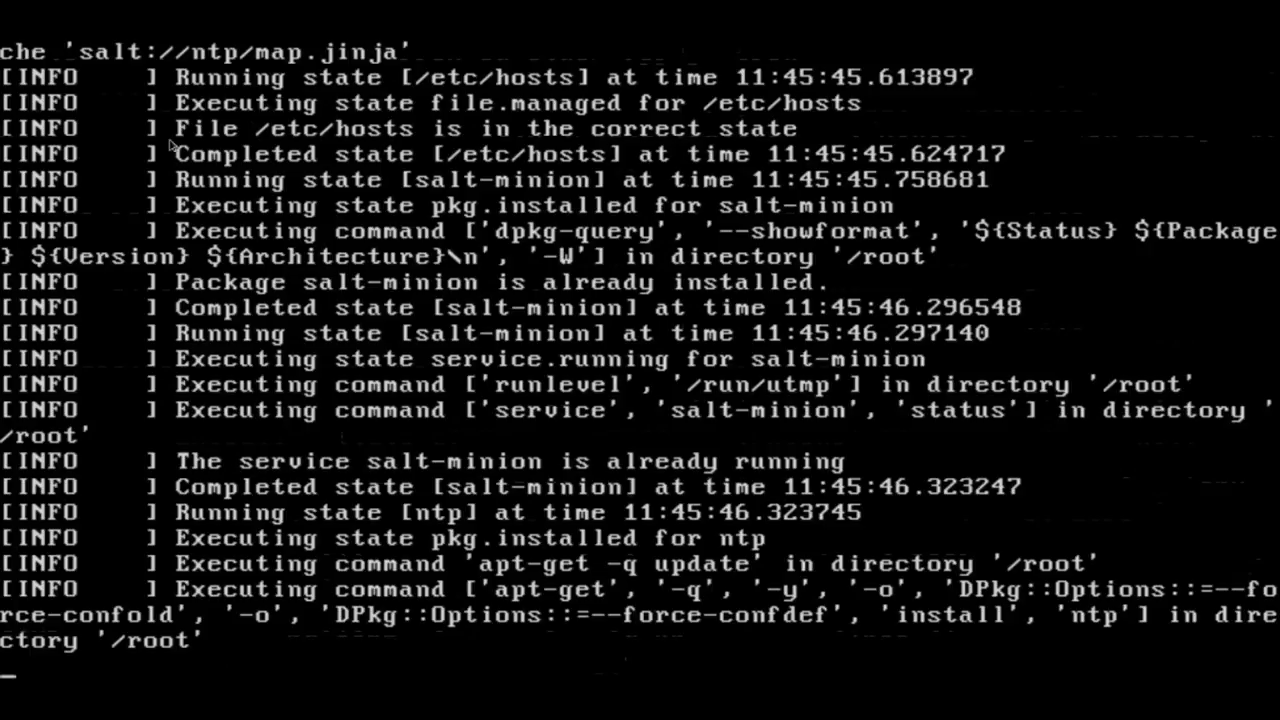 che 'salt://ntp/map.jinja'
[INFO    ] Running state [/etc/hosts] at time 11:45:45.613897
[INFO    ] Executing state file.managed for /etc/hosts
[INFO    ] File /etc/hosts is in the correct state
[INFO    ] Completed state [/etc/hosts] at time 11:45:45.624717
[INFO    ] Running state [salt-minion] at time 11:45:45.758681
[INFO    ] Executing state pkg.installed for salt-minion
[INFO    ] Executing command ['dpkg-query', '--showformat', '${Status} ${Package
} ${Version} ${Architecture}\n', '-W'] in directory '/root'
[INFO    ] Package salt-minion is already installed.
[INFO    ] Completed state [salt-minion] at time 11:45:46.296548
[INFO    ] Running state [salt-minion] at time 11:45:46.297140
[INFO    ] Executing state service.running for salt-minion
[INFO    ] Executing command ['runlevel', '/run/utmp'] in directory '/root'
[INFO    ] Executing command ['service', 'salt-minion', 'status'] in directory '
/root'
[INFO    ] The service salt-minion is already running
[INFO    ] Completed state [salt-minion] at time 11:45:46.323247
[INFO    ] Running state [ntp] at time 11:45:46.323745
[INFO    ] Executing state pkg.installed for ntp
[INFO    ] Executing command 'apt-get -q update' in directory '/root'
[INFO    ] Executing command ['apt-get', '-q', '-y', '-o', 'DPkg::Options::=--fo
rce-confold', '-o', 'DPkg::Options::=--force-confdef', 'install', 'ntp'] in dire
ctory '/root'